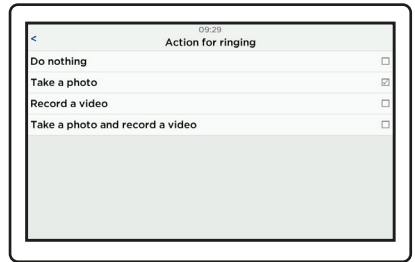 09:29
<
Action for ringing
Do nothing
Take a photo
Record a video
Take a photo and record a video